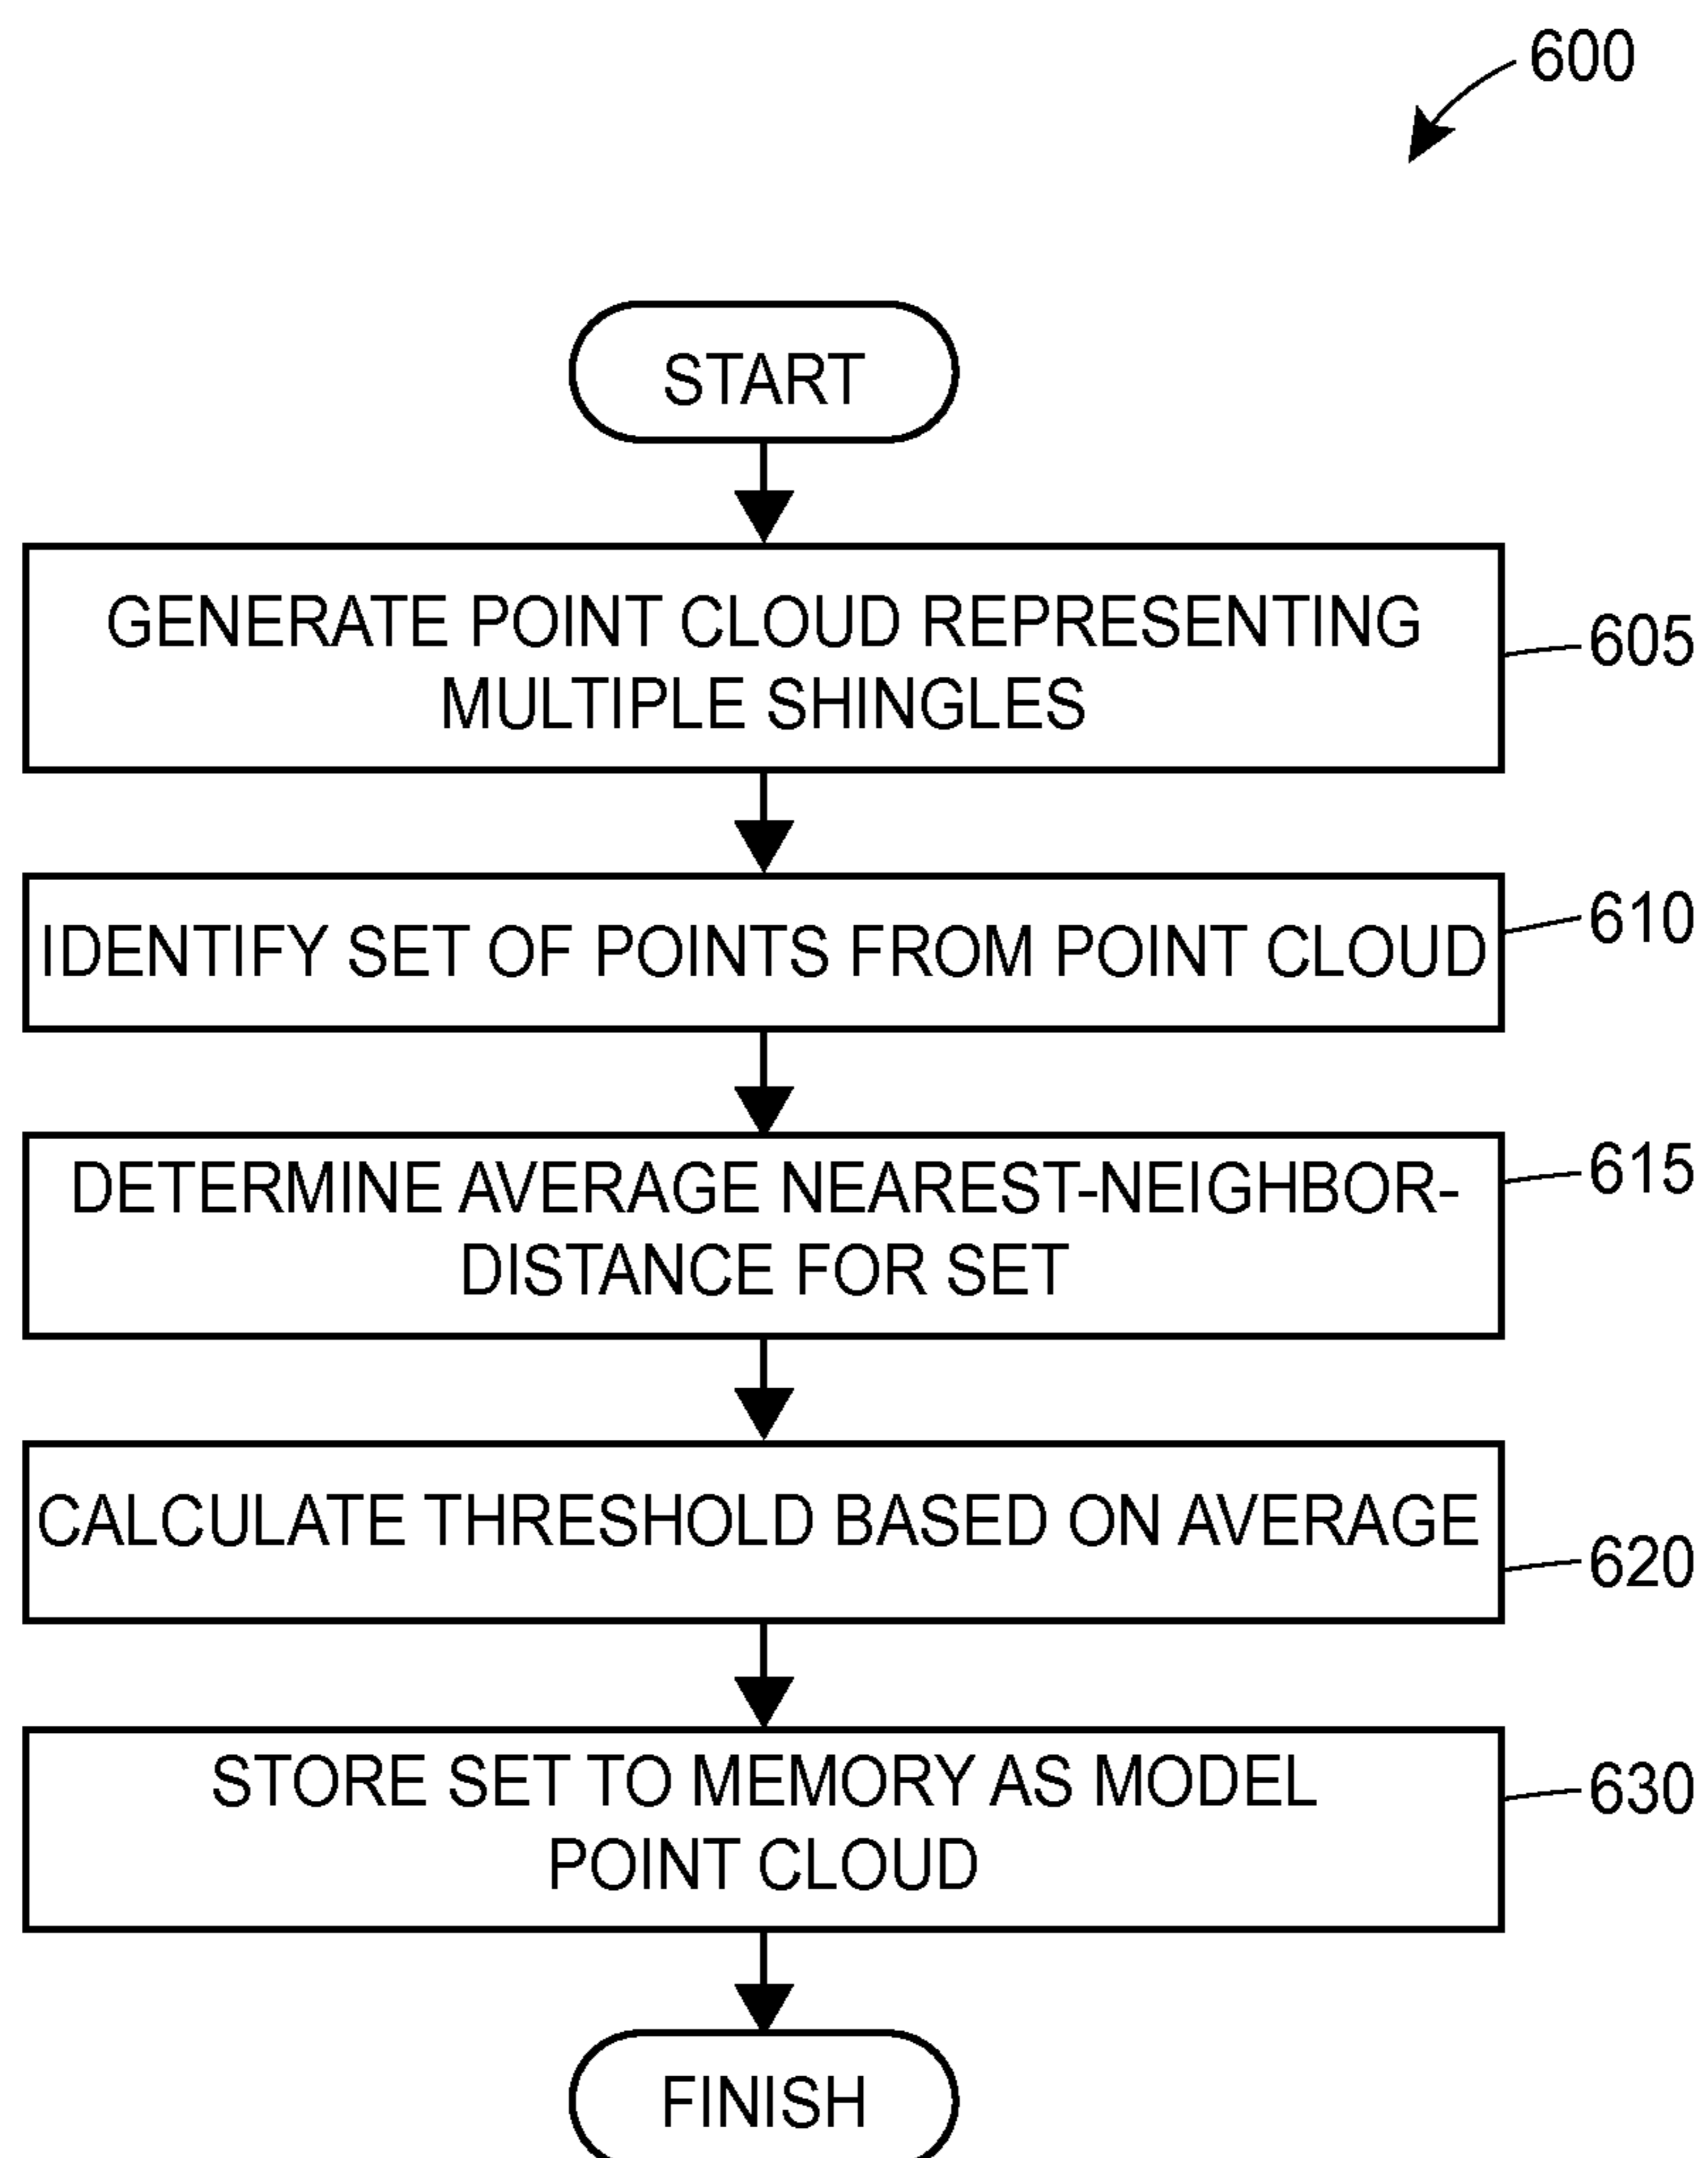 600
START
GENERATE POINT CLOUD REPRESENTING
MULTIPLE SHINGLES
605
IDENTIFY SET OF POINTS FROM POINT CLOUD
610
DETERMINE AVERAGE NEAREST-NEIGHBOR-
DISTANCE FOR SET
615
CALCULATE THRESHOLD BASED ON AVERAGE
620
STORE SET TO MEMORY AS MODEL
POINT CLOUD
630
FINISH